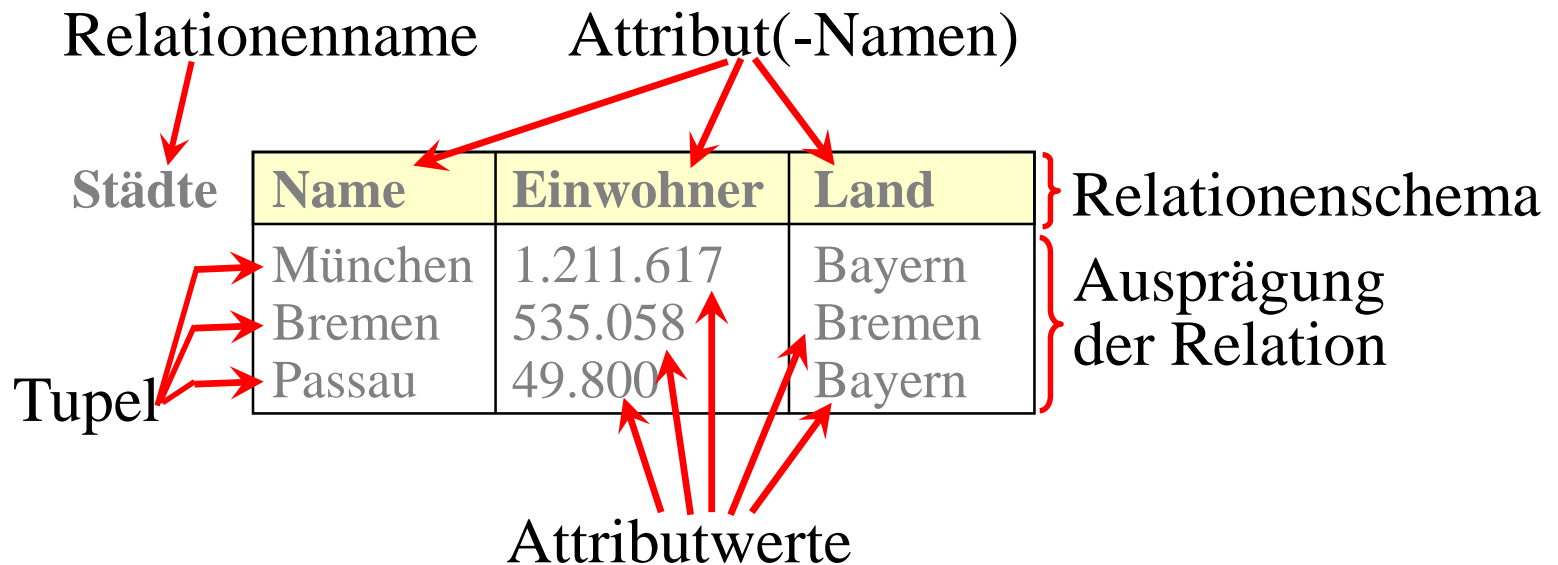 Relationenname Attribut(-Namen)
Städte Name Einwohner Land
Relationenschema
München 1.211.617 Bayern
Bremen 535.058 Bremen
Passau 49.800 Bayern
Ausprägung
der Relation
Tupel
Attributwerte